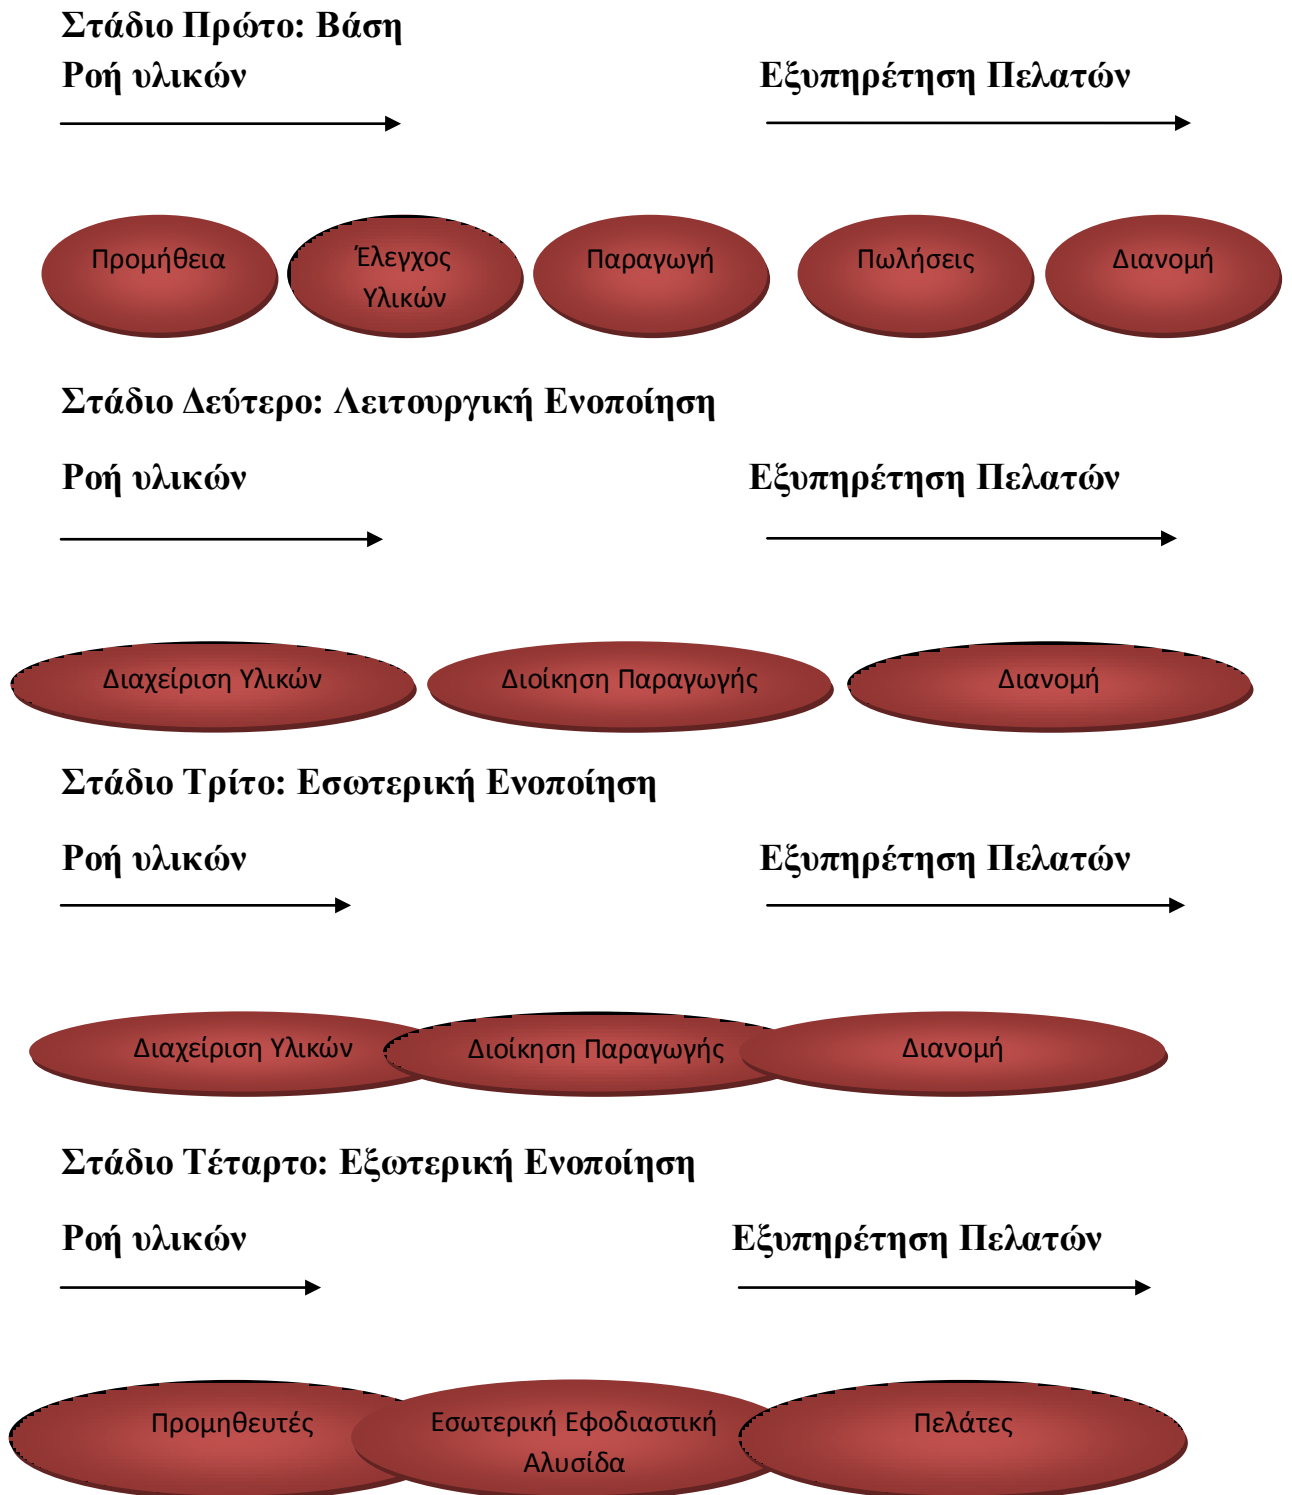 Στάδιο Πρώτο: Βάση
Ροή υλικών
Εξυπηρέτηση Πελατών
Προμήθεια
Έλεγχος
Υλικών
Παραγωγή
Πωλήσεις
Διανομή
Στάδιο Δεύτερο: Λειτουργική Ενοποίηση
Ροή υλικών
Εξυπηρέτηση Πελατών
Διαχείριση Υλικών
Διοίκηση Παραγωγής
Διανομή
Στάδιο Τρίτο: Εσωτερική Ενοποίηση
Ροή υλικών
Εξυπηρέτηση Πελατών
Διαχείριση Υλικών
Διοίκηση Παραγωγής
Διανομή
Στάδιο Τέταρτο: Εξωτερική Ενοποίηση
Ροή υλικών
Εξυπηρέτηση Πελατών
Προμηθευτές
Εσωτερική Εφοδιαστική
Αλυσίδα
Πελάτες